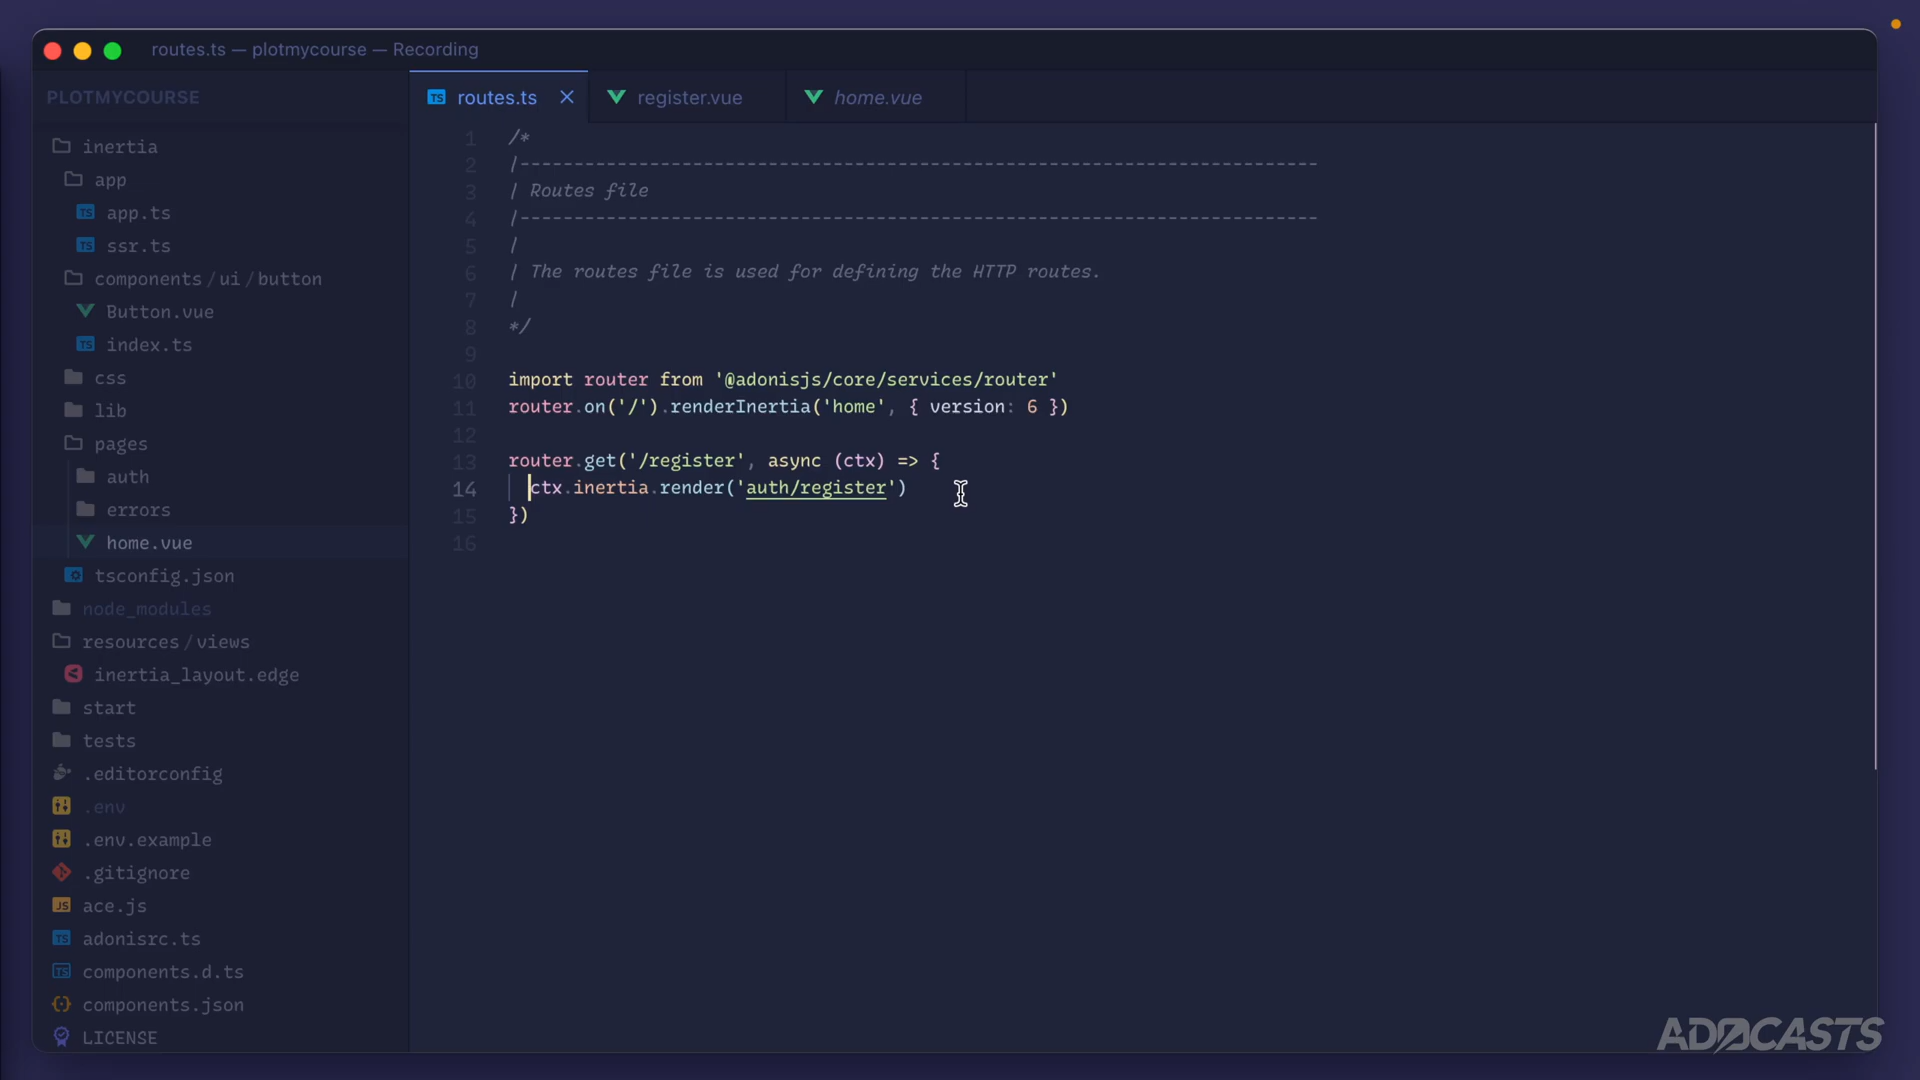 routes.ts — plotmycourse — Recording
PLOTMYCOURSE
inertia
app
app.ts
ssr.ts
components / ui / button
Button.vue
index.ts
css
lib
pages
auth
errors
home.vue
tsconfig.json
node_modules
resources / views
inertia_layout.edge
start
tests
.editorconfig
.env
.env.example
.gitignore
ace.js
adonisrc.ts
components.d.ts
components.json
LICENSE
routes.ts
register.vue
home.vue
1 /*
2 |--------------------------------------------------------------------------
3 | Routes file
4 |--------------------------------------------------------------------------
5 |
6 | The routes file is used for defining the HTTP routes.
7 |
8 */
9
10 import router from '@adonisjs/core/services/router'
11 router.on('/').renderInertia('home', { version: 6 })
12
13 router.get('/register', async (ctx) => {
14 ctx.inertia.render('auth/register')
15 })
16
ADOCASTS